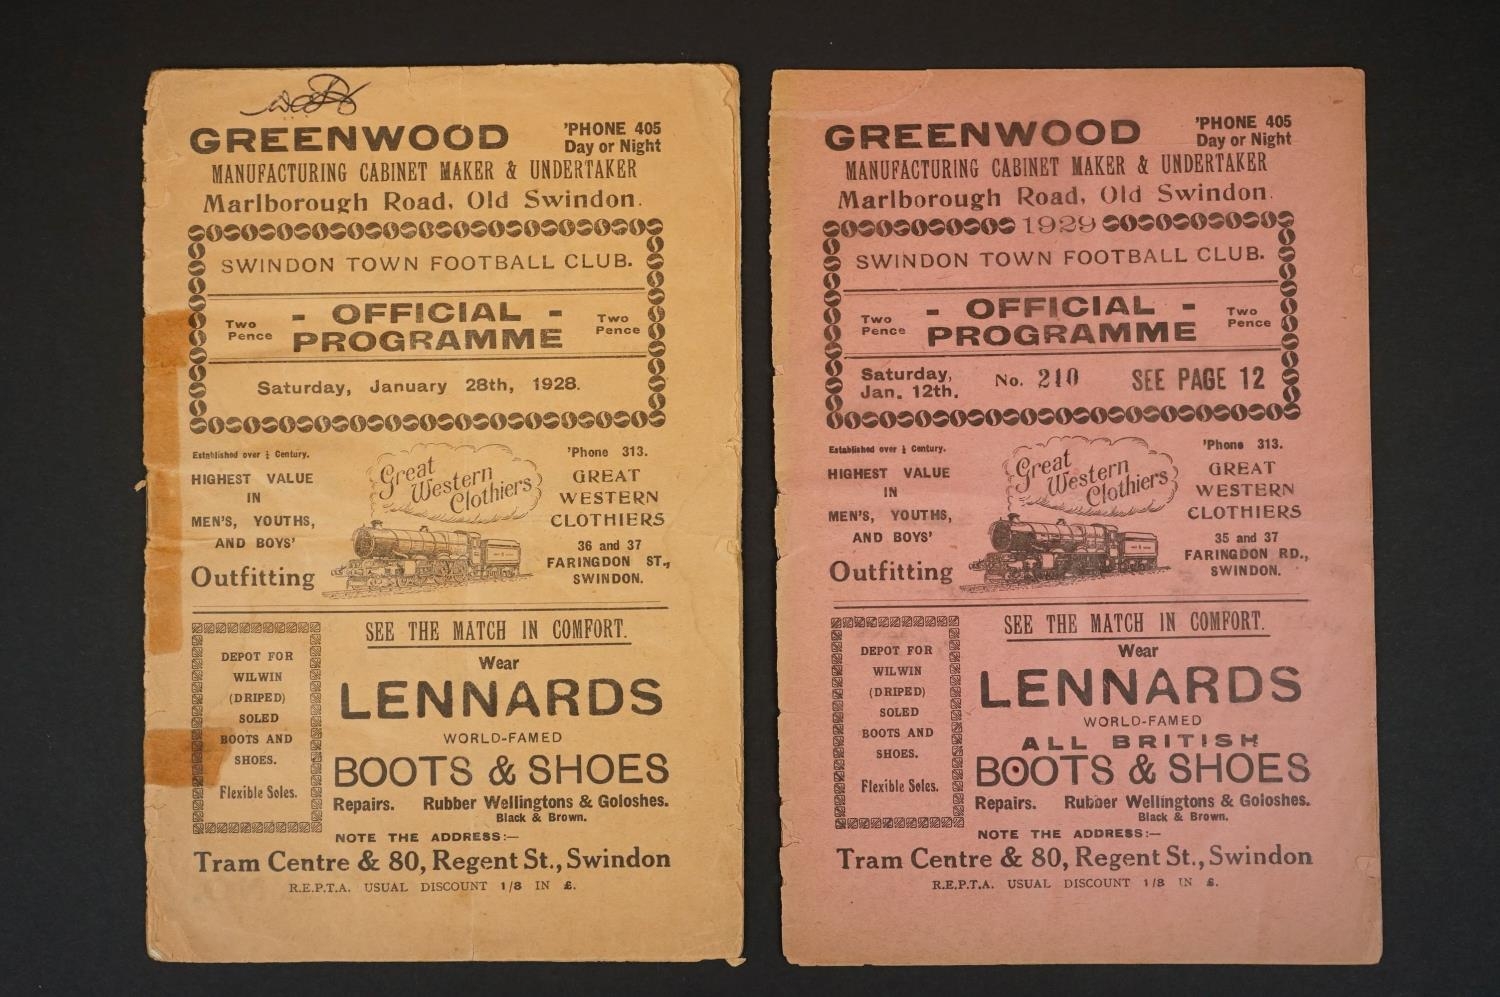 GREENWOOD
'PHONE 405
Day or Night
MANUFACTURING CABINET MAKER & UNDERTAKER
Marlborough Road, Old Swindon.
SWINDON TOWN FOOTBALL CLUB.
Two Pence
- OFFICIAL -
PROGRAMME
Two Pence
Saturday, January 28th, 1928.
Established over ½ Century.
HIGHEST VALUE
IN
MEN'S, YOUTHS,
AND BOYS'
Outfitting
Great
Western
Clothiers
'Phone 313.
GREAT
WESTERN
CLOTHIERS
36 and 37
FARINGDON ST.,
SWINDON.
DEPOT FOR
WILWIN
(DRIPED)
SOLED
BOOTS AND
SHOES.
Flexible Soles.
SEE THE MATCH IN COMFORT.
Wear
LENNARDS
WORLD-FAMED
BOOTS & SHOES
Repairs. Rubber Wellingtons & Goloshes.
Black & Brown.
NOTE THE ADDRESS:—
Tram Centre & 80, Regent St., Swindon
R.E.P.T.A. USUAL DISCOUNT 1/8 IN £.
GREENWOOD
'PHONE 405
Day or Night
MANUFACTURING CABINET MAKER & UNDERTAKER
Marlborough Road, Old Swindon.
1929
SWINDON TOWN FOOTBALL CLUB.
Two Pence
- OFFICIAL -
PROGRAMME
Two Pence
Saturday,
Jan. 12th.
No. 210
SEE PAGE 12
Established over ½ Century.
HIGHEST VALUE
IN
MEN'S, YOUTHS,
AND BOYS'
Outfitting
Great
Western
Clothiers
'Phone 313.
GREAT
WESTERN
CLOTHIERS
35 and 37
FARINGDON RD.,
SWINDON.
DEPOT FOR
WILWIN
(DRIPED)
SOLED
BOOTS AND
SHOES.
Flexible Soles.
SEE THE MATCH IN COMFORT.
Wear
LENNARDS
WORLD-FAMED
ALL BRITISH
BOOTS & SHOES
Repairs. Rubber Wellingtons & Goloshes.
Black & Brown.
NOTE THE ADDRESS:—
Tram Centre & 80, Regent St., Swindon
R.E.P.T.A. USUAL DISCOUNT 1/8 IN £.